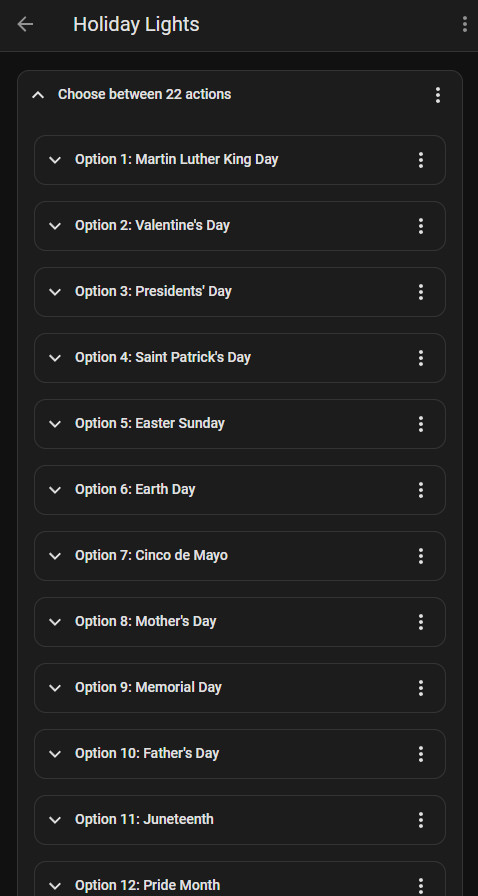 Holiday Lights
Choose between 22 actions
Option 1: Martin Luther King Day
Option 2: Valentine's Day
Option 3: Presidents' Day
Option 4: Saint Patrick's Day
Option 5: Easter Sunday
Option 6: Earth Day
Option 7: Cinco de Mayo
Option 8: Mother's Day
Option 9: Memorial Day
Option 10: Father's Day
Option 11: Juneteenth
Option 12: Pride Month